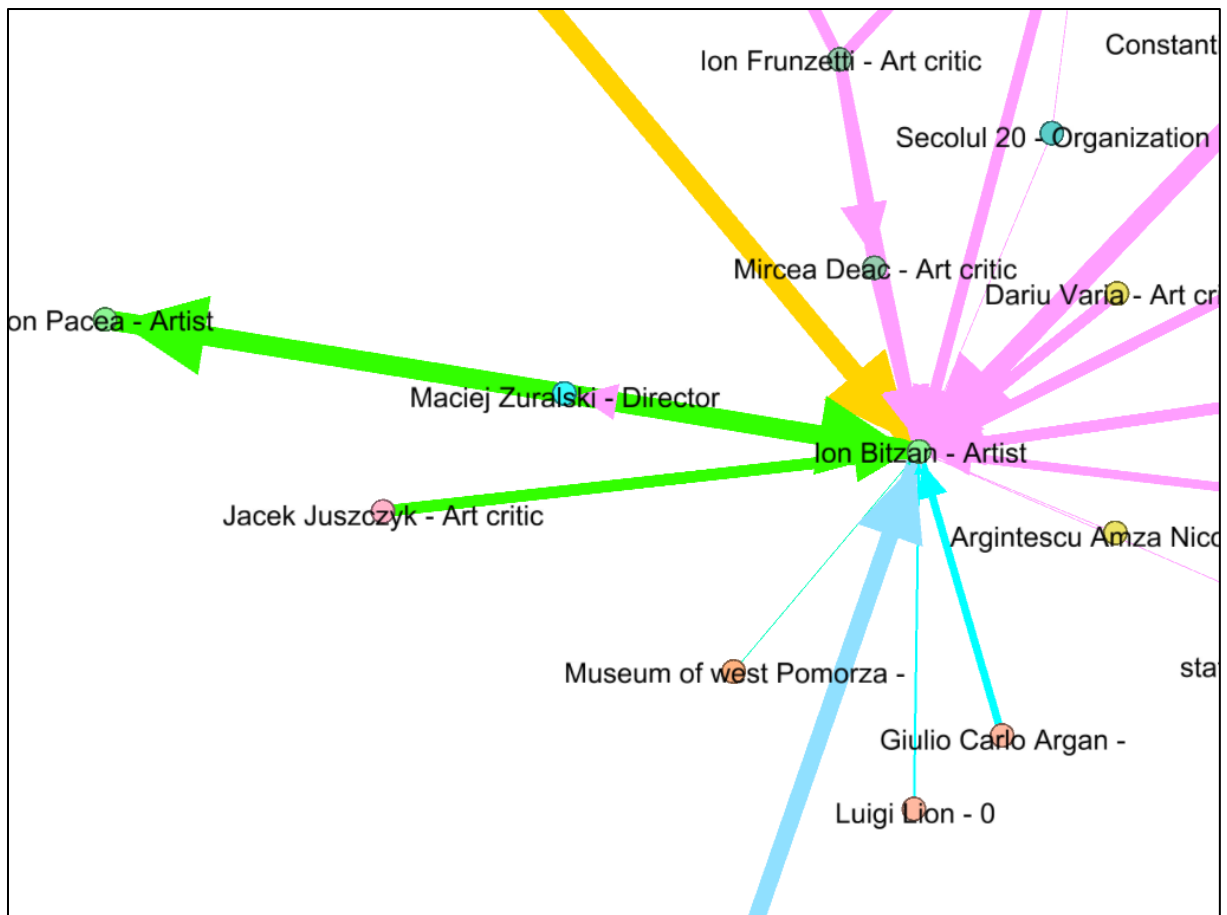 Constant
Ion Frunzetti - Art critic
Secolul 20 - Organization
Mircea Deac - Art critic
Dariu Varia - Art cri
on Pacea - Artist
Maciej Zuralski - Director
Ion Bitzan - Artist
Jacek Juszczyk - Art critic
Argintescu Amza Nico
Museum of west Pomorza -
sta
Giulio Carlo Argan -
Luigi Lion - 0